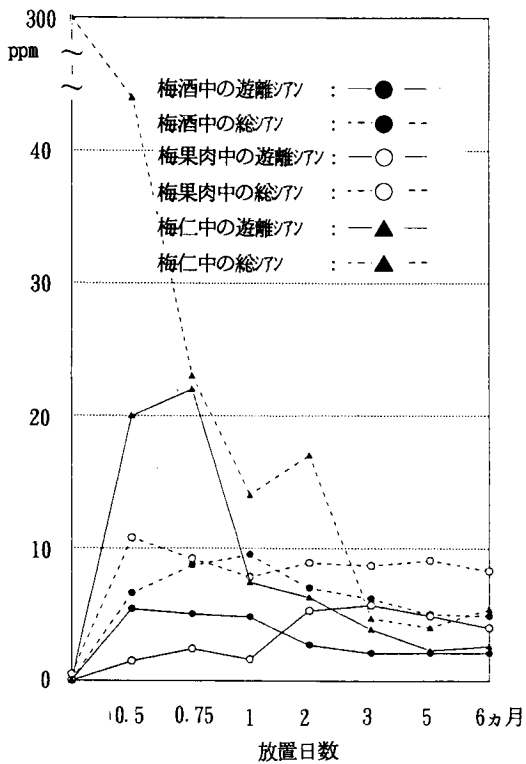 300
ppm
梅酒中の遊離シアン : ─●─
梅酒中の総シアン : --●--
梅果肉中の遊離シアン : ─○─
梅果肉中の総シアン : --○--
梅仁中の遊離シアン : ─▲─
梅仁中の総シアン : --▲--
40
30
20
10
0
0.5 0.75 1 2 3 5 6ヵ月
放置日数